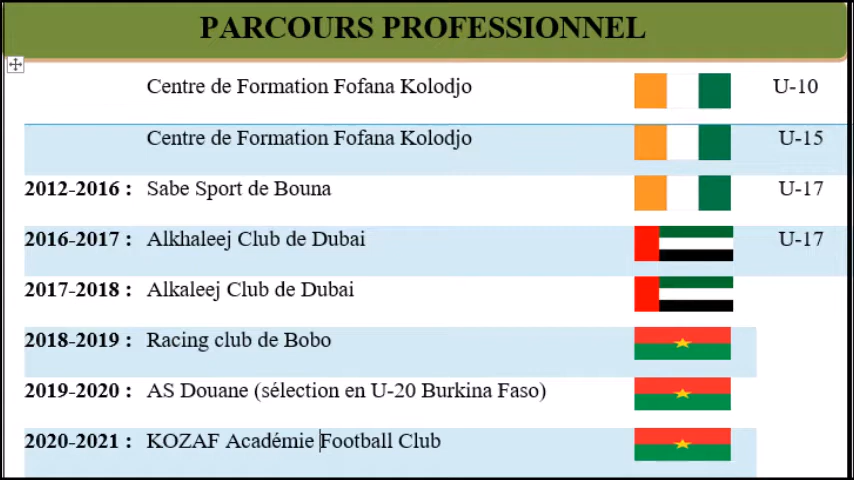 PARCOURS PROFESSIONNEL
Centre de Formation Fofana Kolodjo U-10
Centre de Formation Fofana Kolodjo U-15
2012-2016 : Sabe Sport de Bouna U-17
2016-2017 : Alkhaleej Club de Dubai U-17
2017-2018 : Alkaleej Club de Dubai
2018-2019 : Racing club de Bobo
2019-2020 : AS Douane (sélection en U-20 Burkina Faso)
2020-2021 : KOZAF Académie Football Club